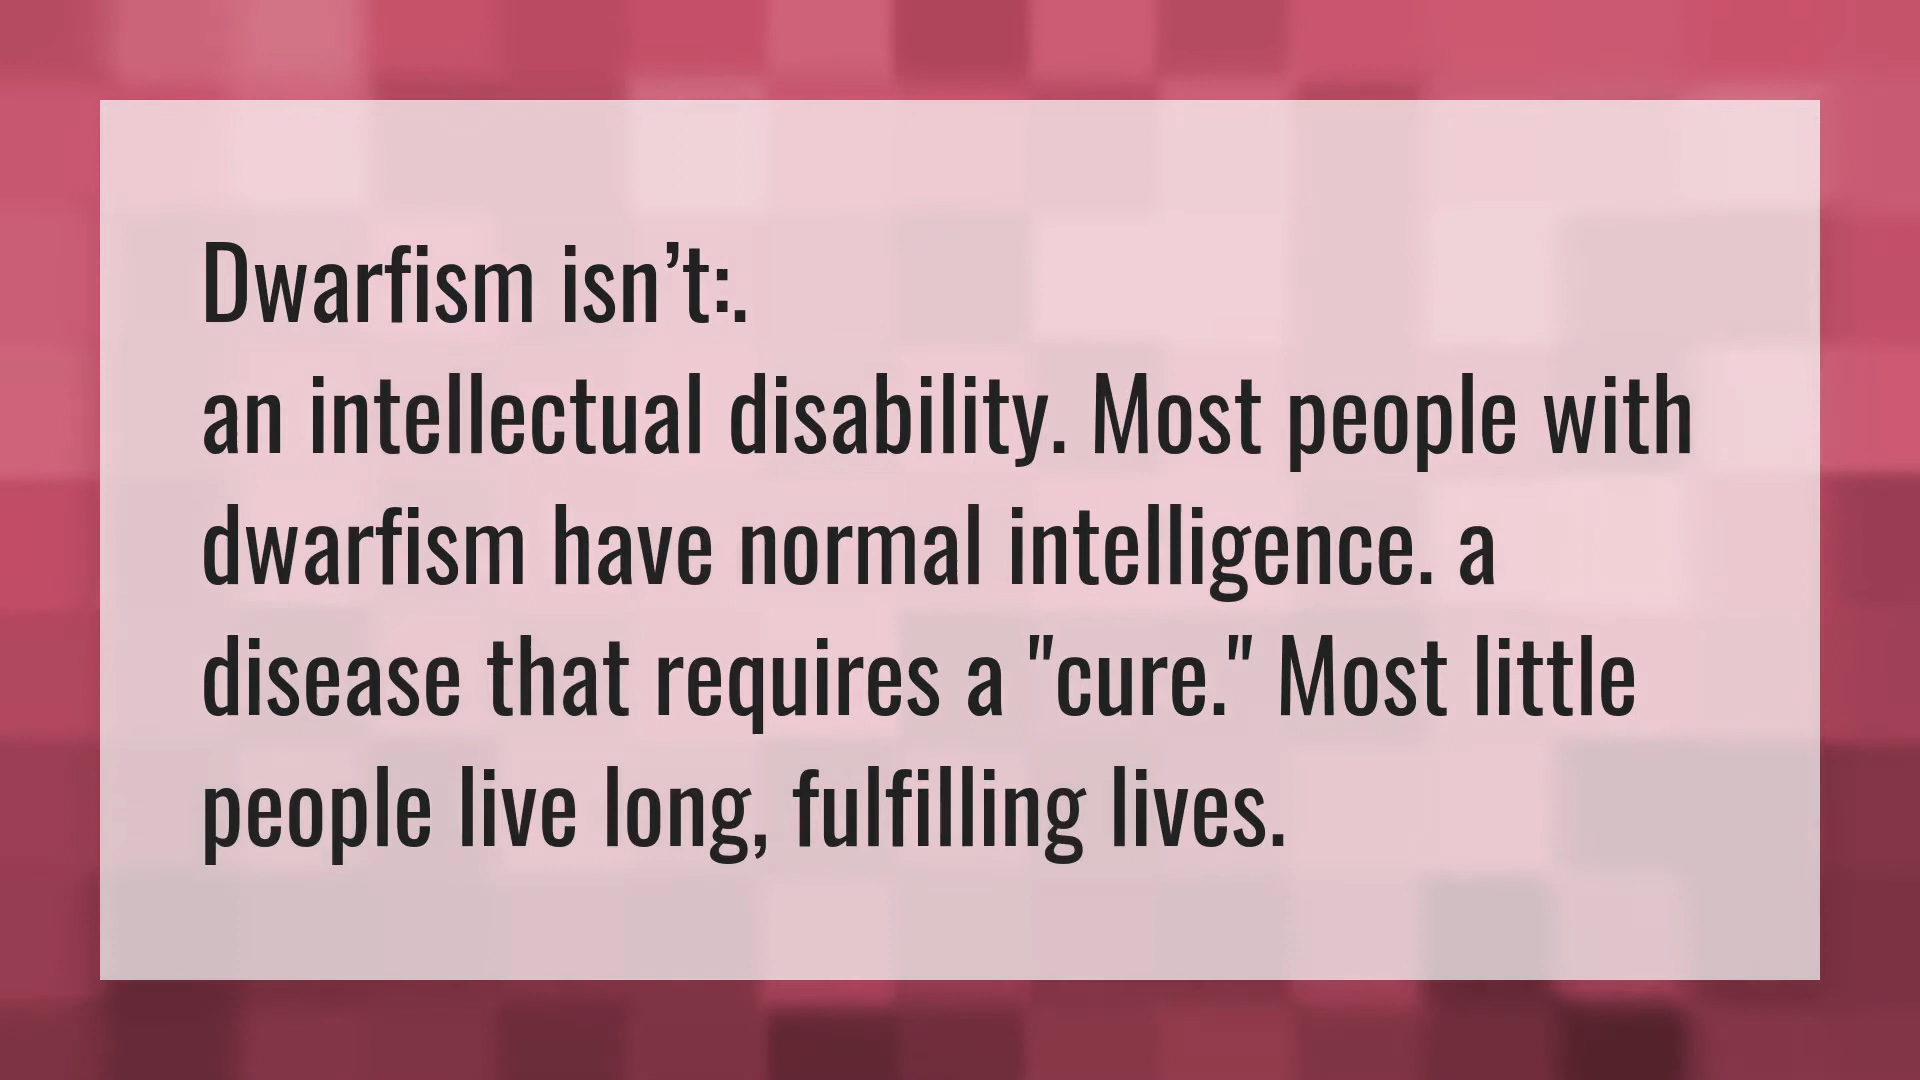 Dwarfism isn’t:.
an intellectual disability. Most people with
dwarfism have normal intelligence. a
disease that requires a "cure." Most little
people live long, fulfilling lives.